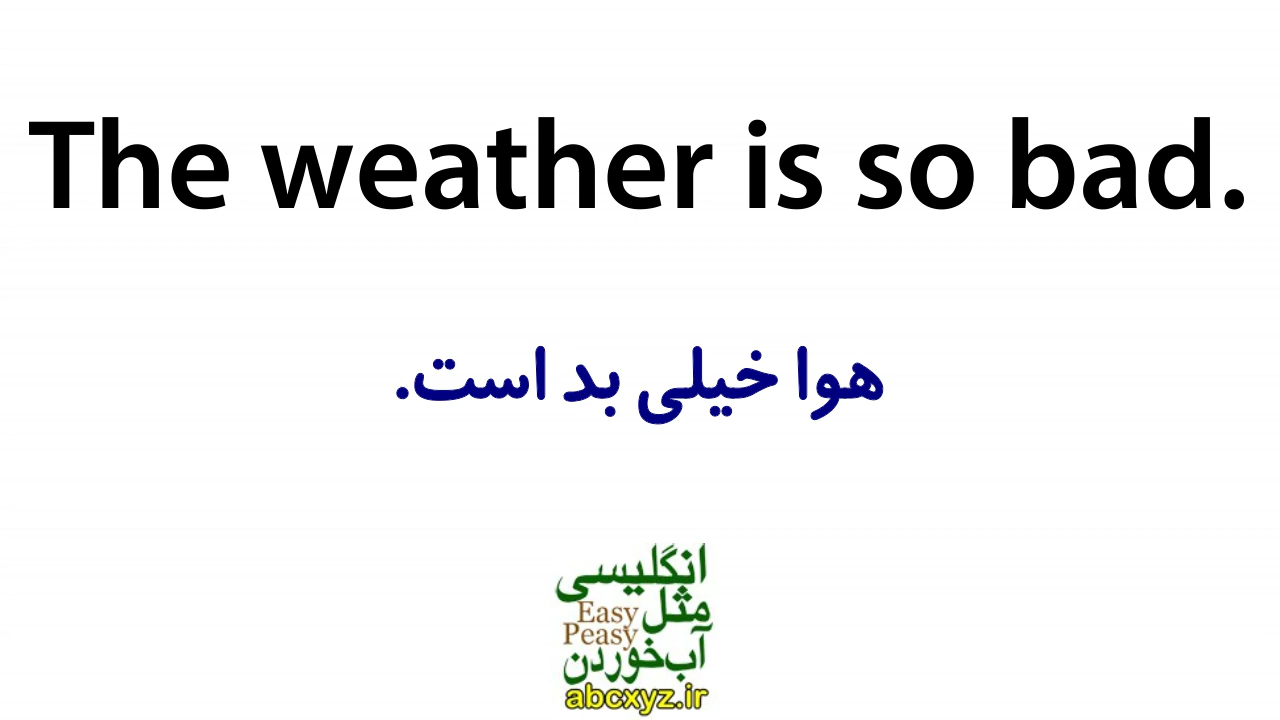 The weather is so bad.
هوا خیلی بد است.
انگلیسی
مثل Easy
Peasy
آب‌خوردن
abcxyz.ir